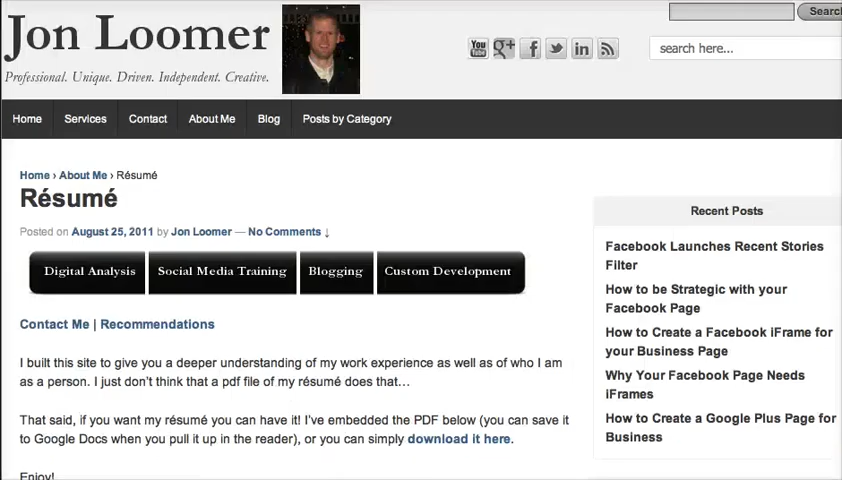 Jon Loomer
Professional. Unique. Driven. Independent. Creative.
You
Tube
g+
f
in
Search
search here...
Home
Services
Contact
About Me
Blog
Posts by Category
Home › About Me › Résumé
Résumé
Posted on August 25, 2011 by Jon Loomer — No Comments ↓
Digital Analysis
Social Media Training
Blogging
Custom Development
Contact Me | Recommendations
I built this site to give you a deeper understanding of my work experience as well as of who I am
as a person. I just don't think that a pdf file of my résumé does that…
That said, if you want my résumé you can have it! I've embedded the PDF below (you can save it
to Google Docs when you pull it up in the reader), or you can simply download it here.
Enjoy!
Recent Posts
Facebook Launches Recent Stories
Filter
How to be Strategic with your
Facebook Page
How to Create a Facebook iFrame for
your Business Page
Why Your Facebook Page Needs
iFrames
How to Create a Google Plus Page for
Business